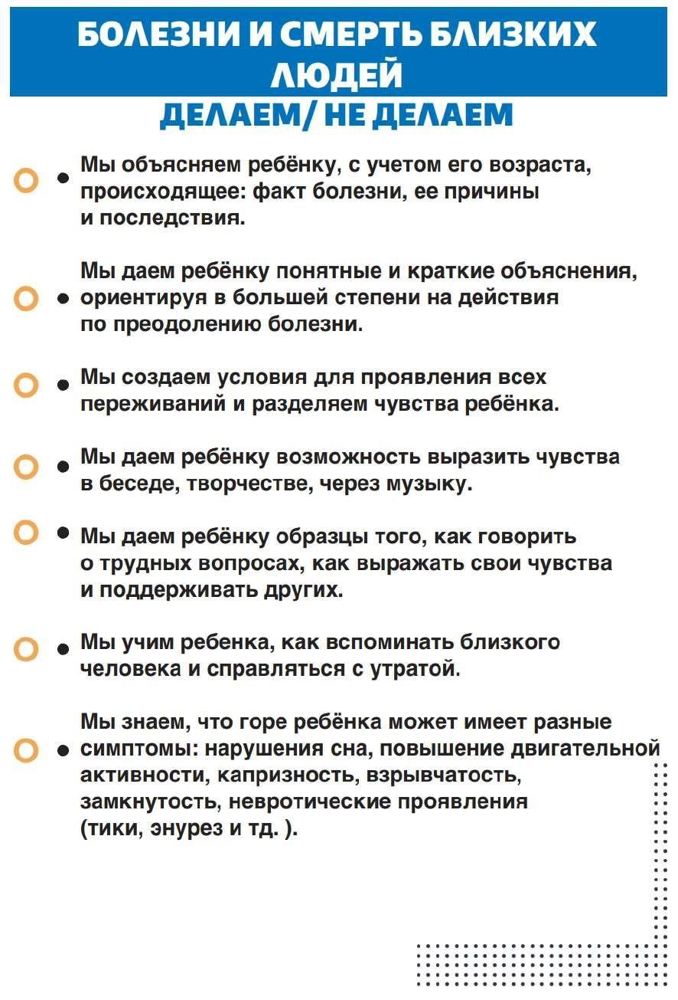 БОЛЕЗНИ И СМЕРТЬ БЛИЗКИХ
ЛЮДЕЙ
ДЕЛАЕМ/ НЕ ДЕЛАЕМ
• Мы объясняем ребёнку, с учетом его возраста,
происходящее: факт болезни, ее причины
и последствия.
Мы даем ребёнку понятные и краткие объяснения,
• ориентируя в большей степени на действия
по преодолению болезни.
• Мы создаем условия для проявления всех
переживаний и разделяем чувства ребёнка.
• Мы даем ребёнку возможность выразить чувства
в беседе, творчестве, через музыку.
• Мы даем ребёнку образцы того, как говорить
о трудных вопросах, как выражать свои чувства
и поддерживать других.
• Мы учим ребенка, как вспоминать близкого
человека и справляться с утратой.
Мы знаем, что горе ребёнка может имеет разные
• симптомы: нарушения сна, повышение двигательной
активности, капризность, взрывчатость,
замкнутость, невротические проявления
(тики, энурез и тд. ).